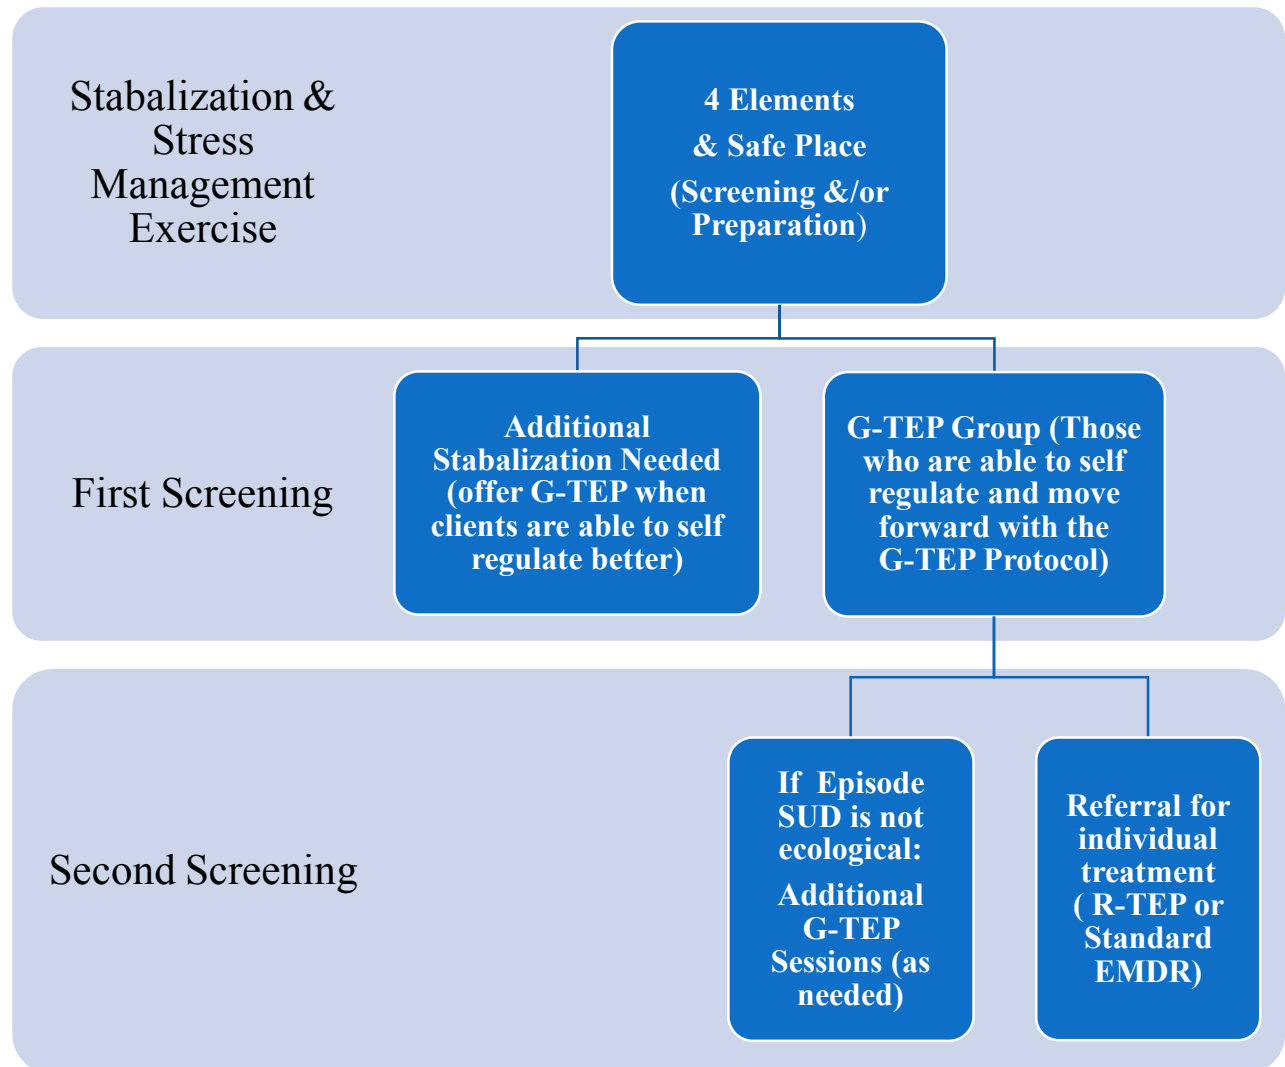 Stabalization &
Stress
Management
Exercise
4 Elements
& Safe Place
(Screening &/or
Preparation)
First Screening
Additional
Stabalization Needed
(offer G-TEP when
clients are able to self
regulate better)
G-TEP Group (Those
who are able to self
regulate and move
forward with the
G-TEP Protocol)
Second Screening
If Episode
SUD is not
ecological:
Additional
G-TEP
Sessions (as
needed)
Referral for
individual
treatment
( R-TEP or
Standard
EMDR)